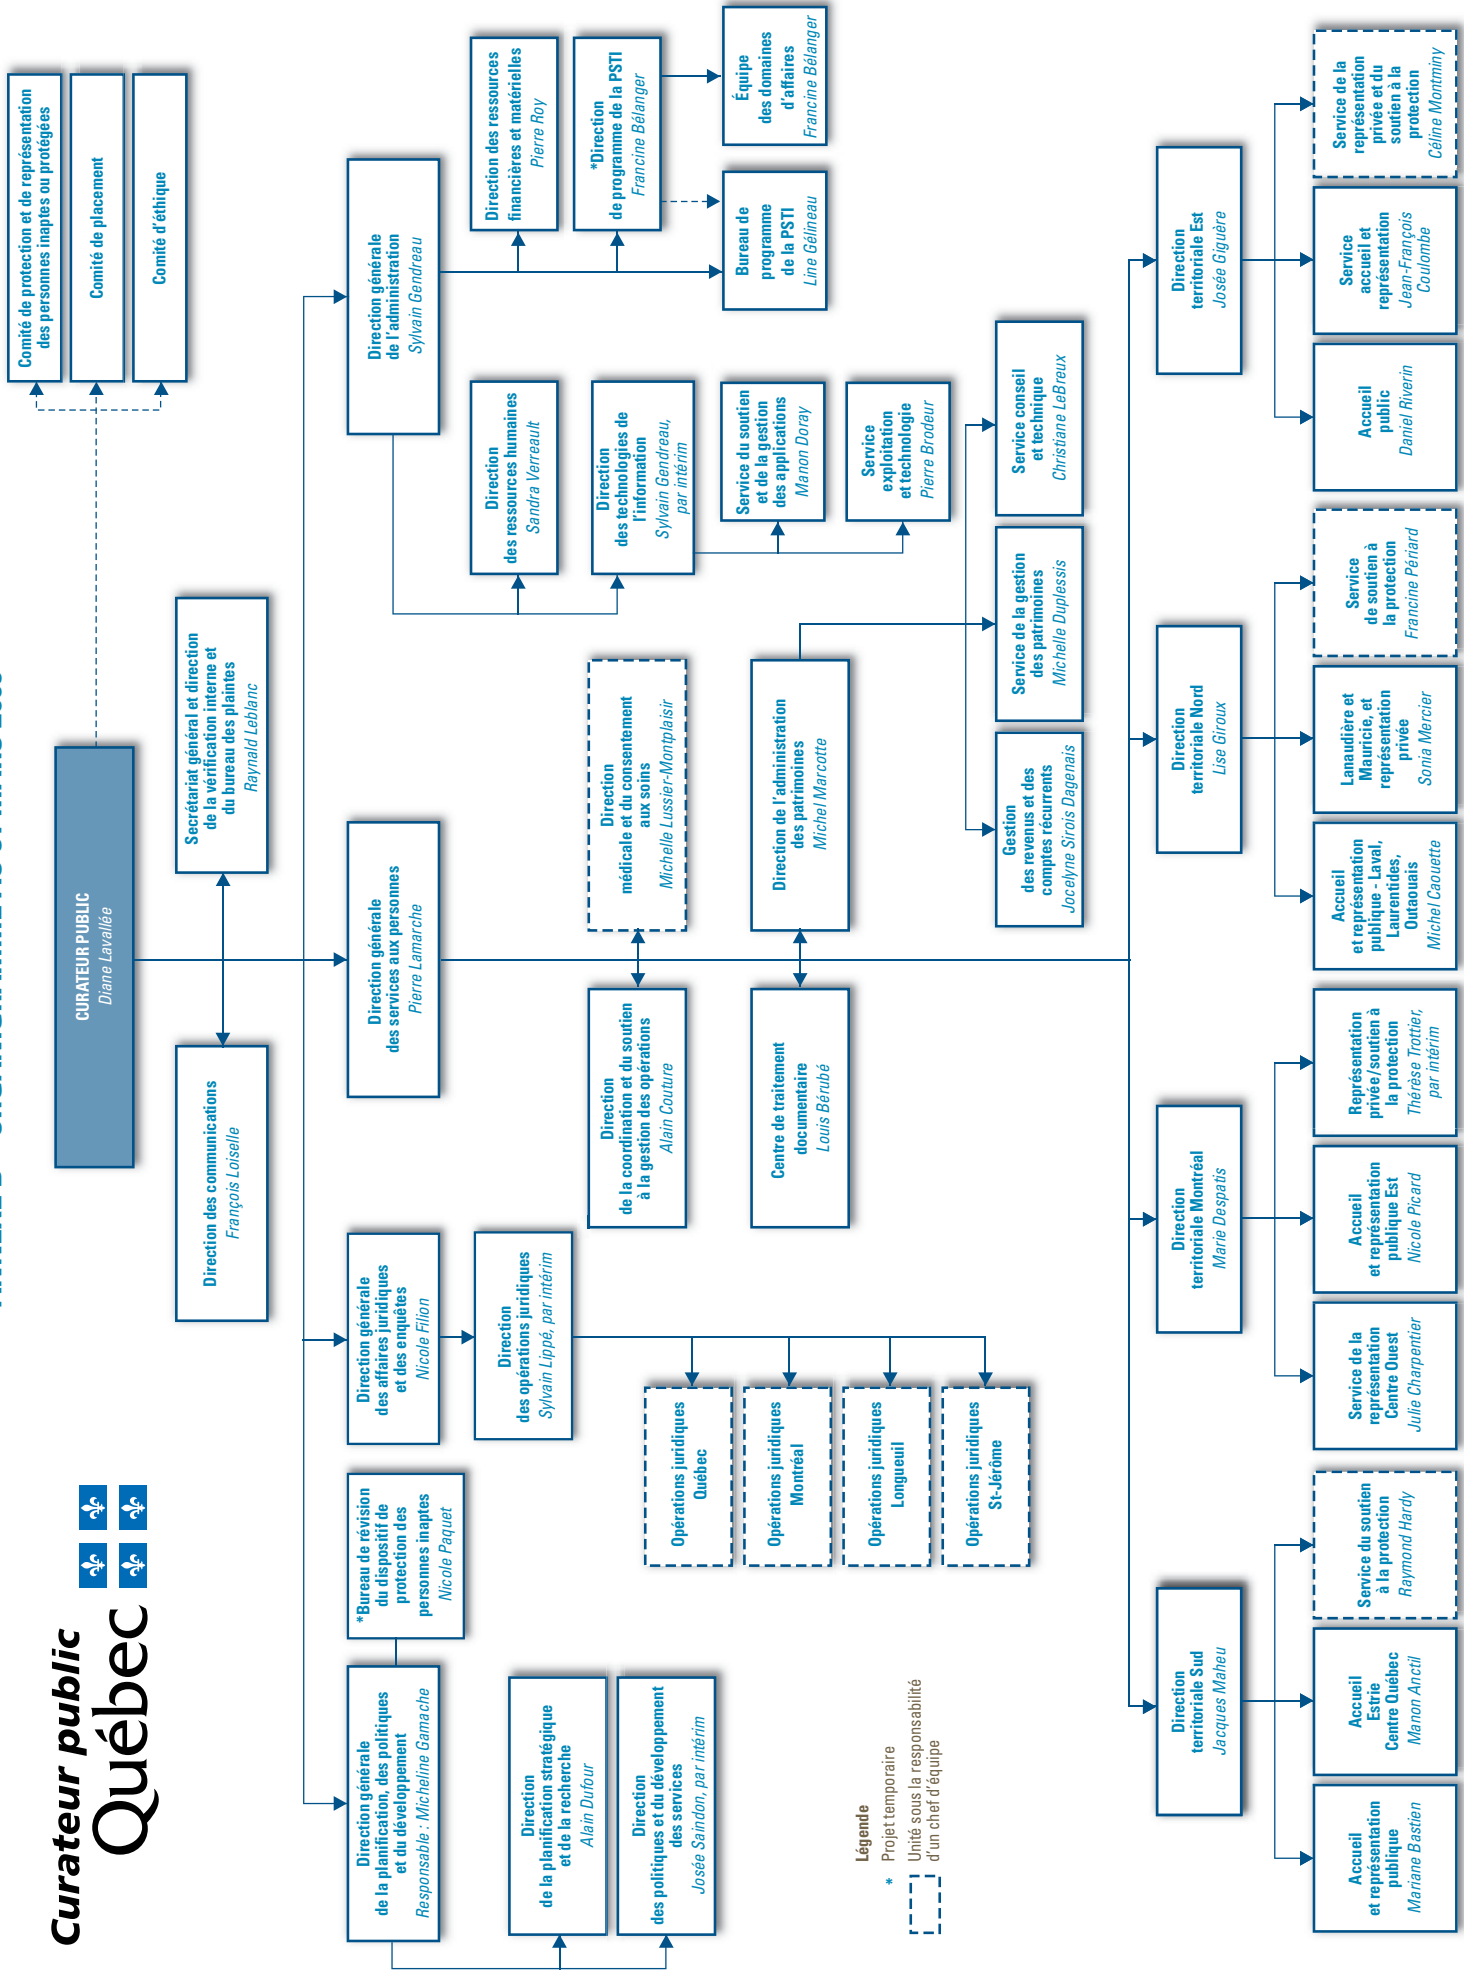 Curateur public
Québec
CURATEUR PUBLIC
Diane Lavallée
Comité de protection et de représentation
des personnes inaptes ou protégées
Comité de placement
Comité d'éthique
Direction des communications
François Loiselle
Secrétariat général et direction
de la vérification interne et
du bureau des plaintes
Raynald Leblanc
Direction générale
de la planification, des politiques
et du développement
Responsable : Micheline Gamache
*Bureau de révision
du dispositif de
protection des
personnes inaptes
Nicole Paquet
Direction générale
des affaires juridiques
et des enquêtes
Nicole Filion
Direction générale
des services aux personnes
Pierre Lamarche
Direction générale
de l'administration
Sylvain Gendreau
Direction
de la planification stratégique
et de la recherche
Alain Dufour
Direction
des politiques et du développement
des services
Josée Saindon, par intérim
Direction
des opérations juridiques
Sylvain Lippé, par intérim
Opérations juridiques
Québec
Opérations juridiques
Montréal
Opérations juridiques
Longueuil
Opérations juridiques
St-Jérôme
Direction
de la coordination et du soutien
à la gestion des opérations
Alain Couture
Direction
médicale et du consentement
aux soins
Michelle Lussier-Montplaisir
Centre de traitement
documentaire
Louis Bérubé
Direction de l'administration
des patrimoines
Michel Marcotte
Gestion
des revenus et des
comptes récurrents
Jocelyne Sirois Dagenais
Service de la gestion
des patrimoines
Michelle Duplessis
Service conseil
et technique
Christiane LeBreux
Direction
des ressources humaines
Sandra Verreault
Direction
des technologies de
l'information
Sylvain Gendreau,
par intérim
Service du soutien
et de la gestion
des applications
Manon Doray
Service
exploitation
et technologie
Pierre Brodeur
Direction des ressources
financières et matérielles
Pierre Roy
*Direction
de programme de la PSTI
Francine Bélanger
Bureau de
programme
de la PSTI
Line Gélineau
Équipe
des domaines
d'affaires
Francine Bélanger
Légende
* Projet temporaire
Unité sous la responsabilité
d'un chef d'équipe
Direction
territoriale Sud
Jacques Maheu
Direction
territoriale Montréal
Marie Despatis
Direction
territoriale Nord
Lise Giroux
Direction
territoriale Est
Josée Giguère
Accueil
et représentation
publique
Mariane Bastien
Accueil
Estrie
Centre Québec
Manon Anctil
Service du soutien
à la protection
Raymond Hardy
Service de la
représentation
Centre Ouest
Julie Charpentier
Accueil
et représentation
publique Est
Nicole Picard
Représentation
privée/soutien à
la protection
Thérèse Trottier,
par intérim
Accueil
et représentation
publique - Laval,
Laurentides,
Outaouais
Michel Caouette
Lanaudière et
Mauricie, et
représentation
privée
Sonia Mercier
Service
de soutien à
la protection
Francine Périard
Accueil
public
Daniel Riverin
Service
accueil et
représentation
Jean-François
Coulombe
Service de la
représentation
privée et du
soutien à la
protection
Céline Montminy